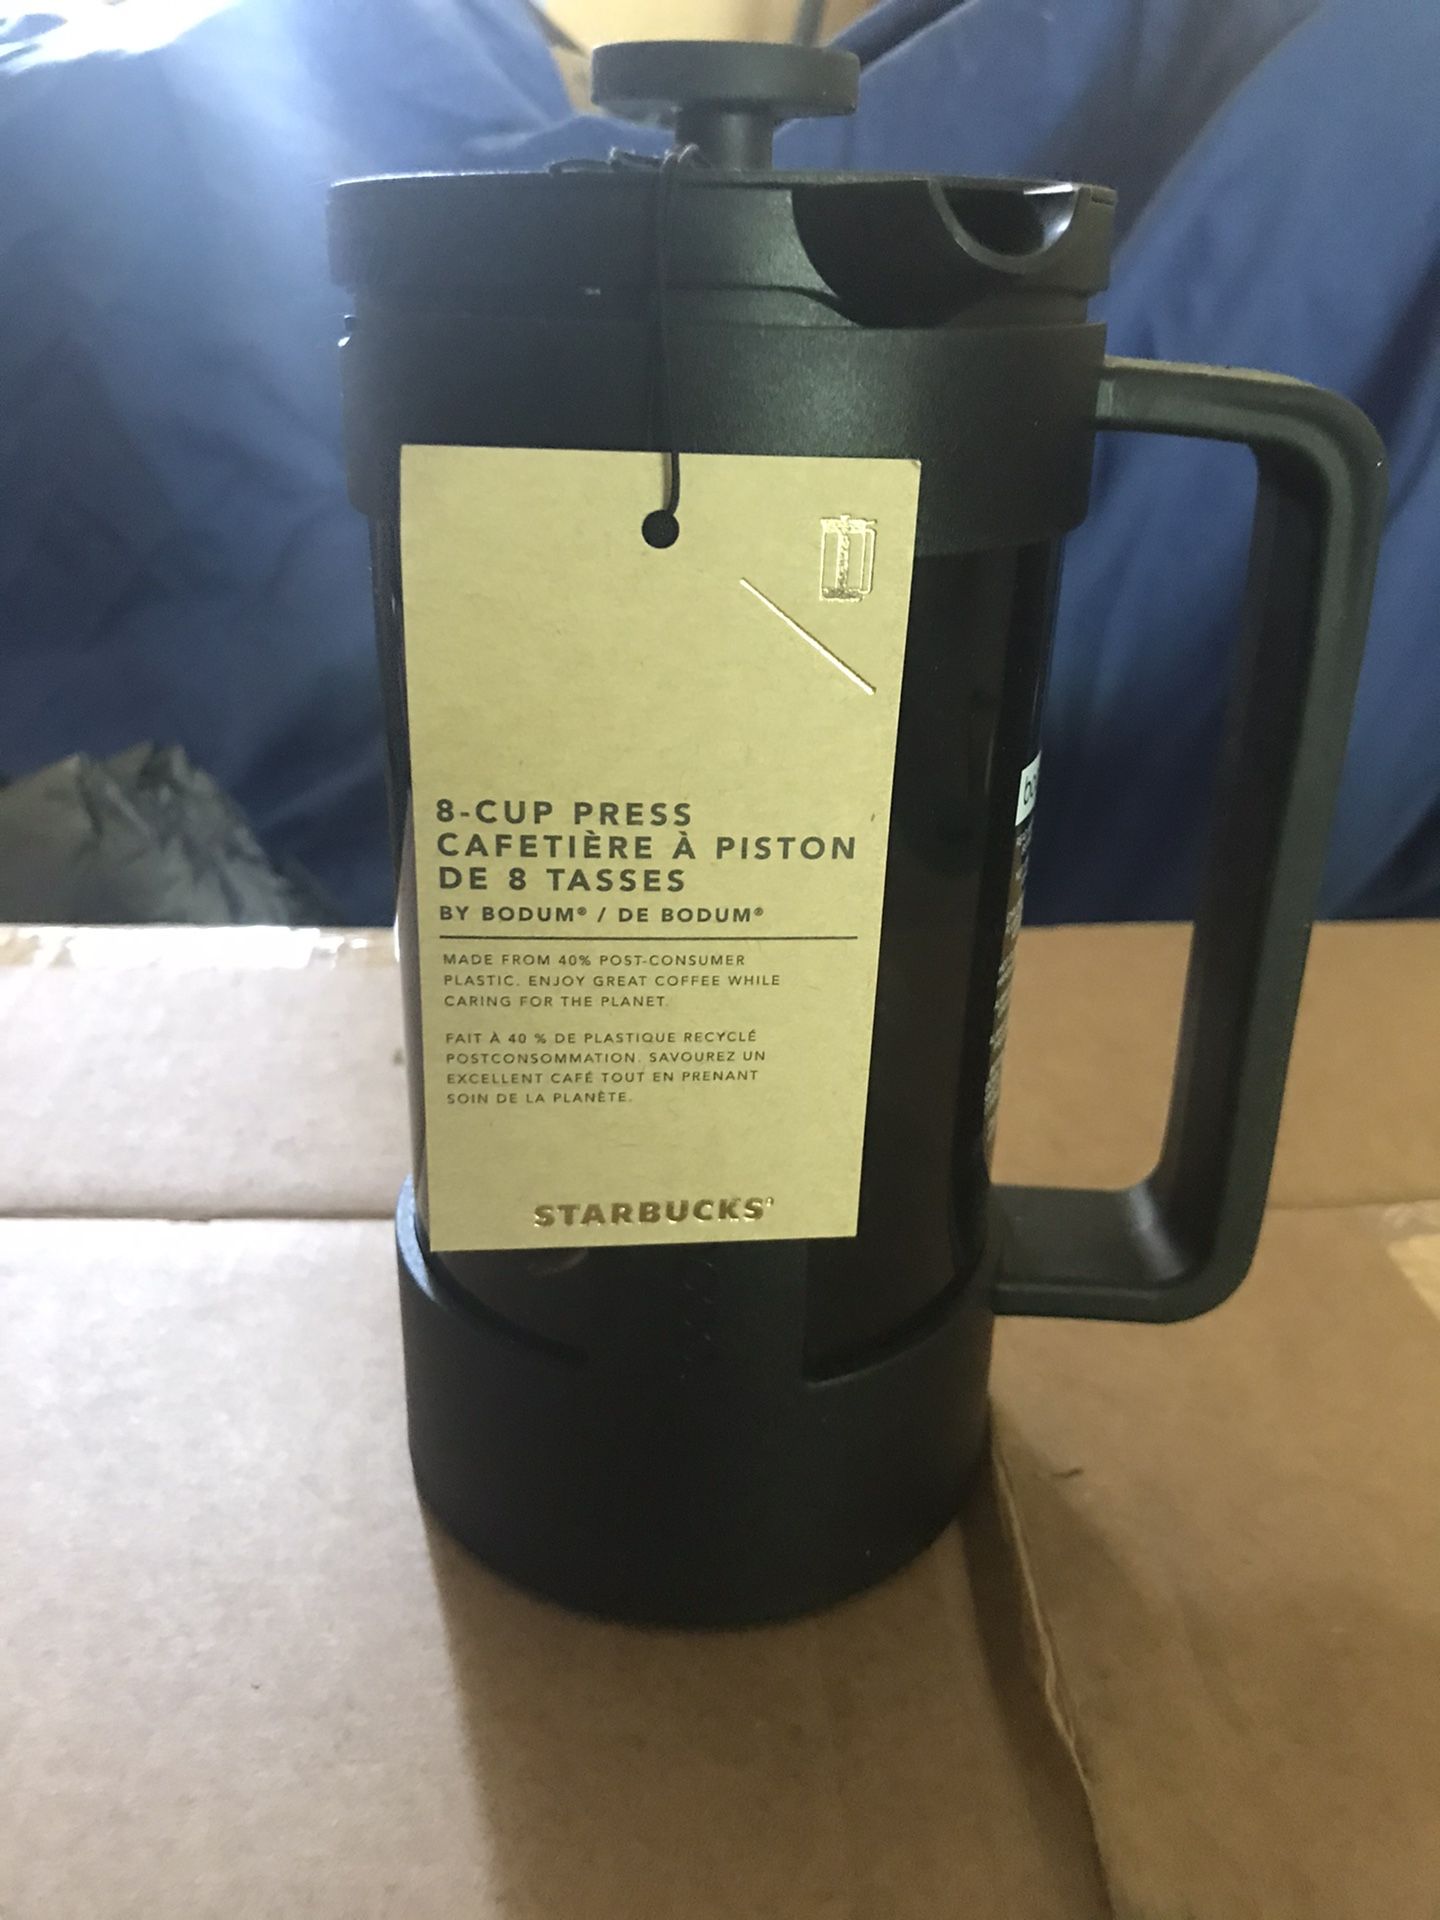 8-CUP PRESS
CAFETIÈRE À PISTON
DE 8 TASSES
BY BODUM® / DE BODUM®
MADE FROM 40% POST-CONSUMER
PLASTIC. ENJOY GREAT COFFEE WHILE
CARING FOR THE PLANET.
FAIT À 40 % DE PLASTIQUE RECYCLÉ
POSTCONSOMMATION. SAVOUREZ UN
EXCELLENT CAFÉ TOUT EN PRENANT
SOIN DE LA PLANÈTE.
STARBUCKS®